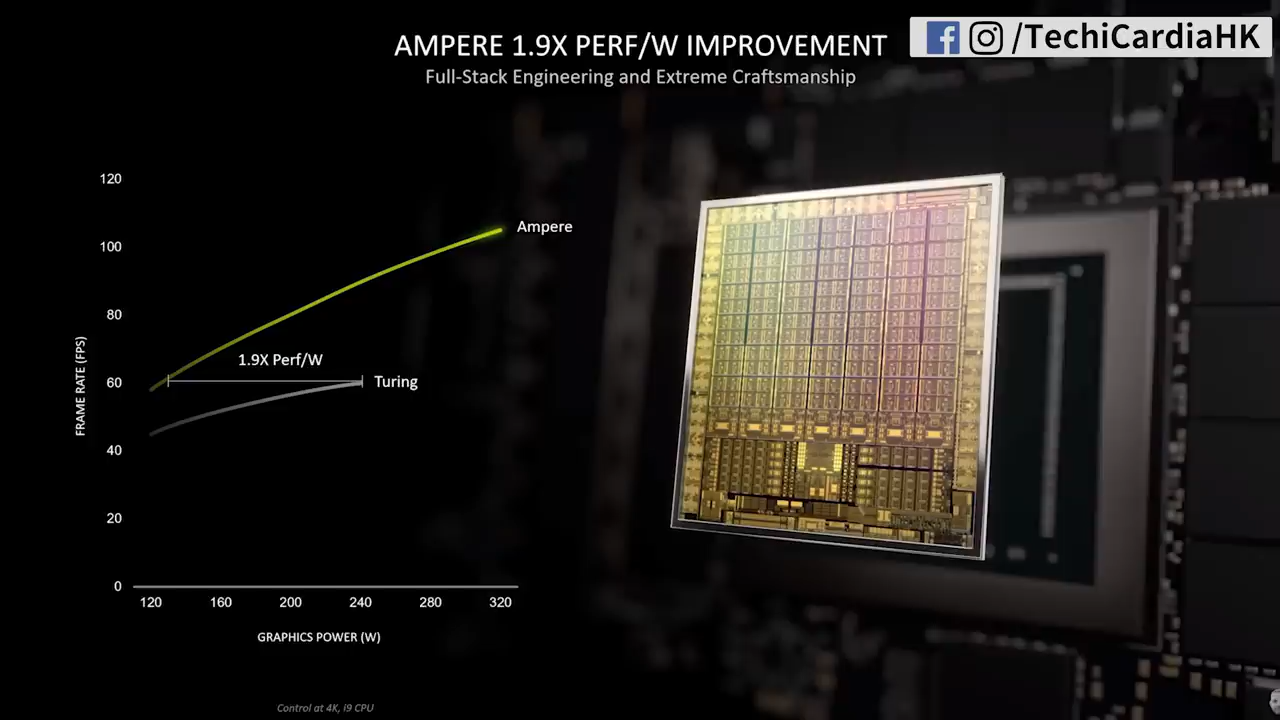 AMPERE 1.9X PERF/W IMPROVEMENT
/TechiCardiaHK
Full-Stack Engineering and Extreme Craftsmanship
120
100
80
60
40
20
0
FRAME RATE (FPS)
Ampere
1.9X Perf/W
Turing
120 160 200 240 280 320
GRAPHICS POWER (W)
Control at 4K, i9 CPU